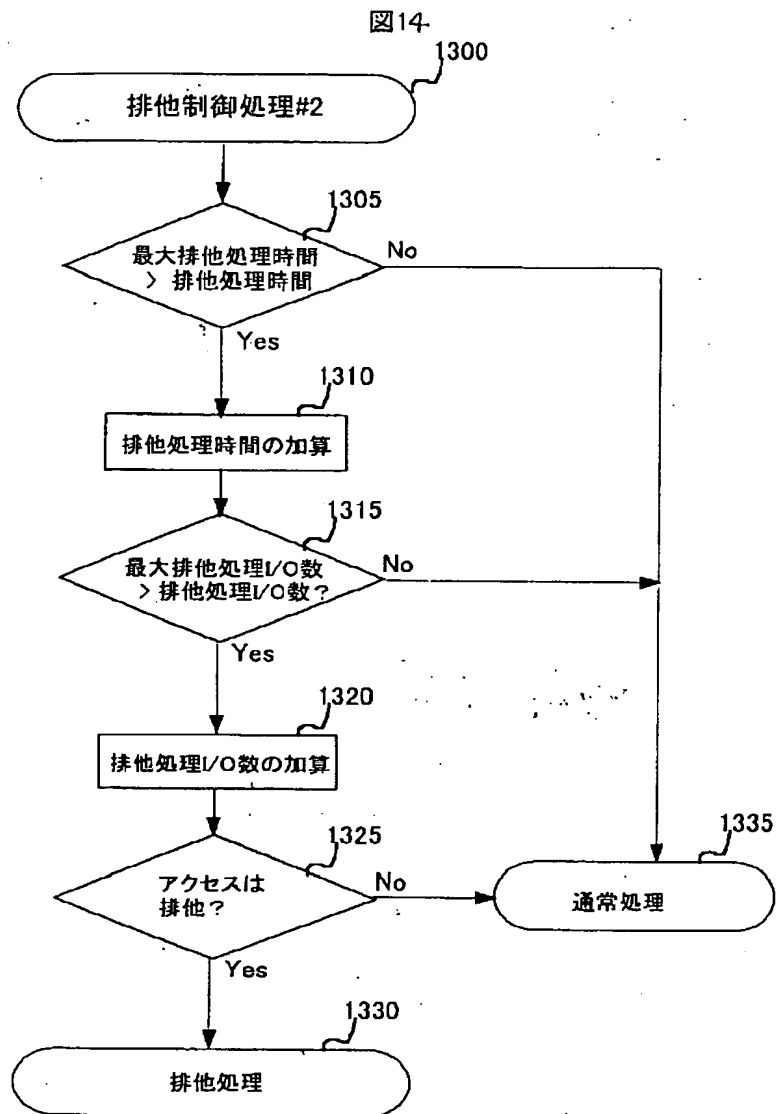 図14
1300
排他制御処理#2
1305
最大排他処理時間
> 排他処理時間
No
Yes
1310
排他処理時間の加算
1315
最大排他処理I/O数
> 排他処理I/O数?
No
Yes
1320
排他処理I/O数の加算
1325
アクセスは
排他?
No
1335
通常処理
Yes
1330
排他処理